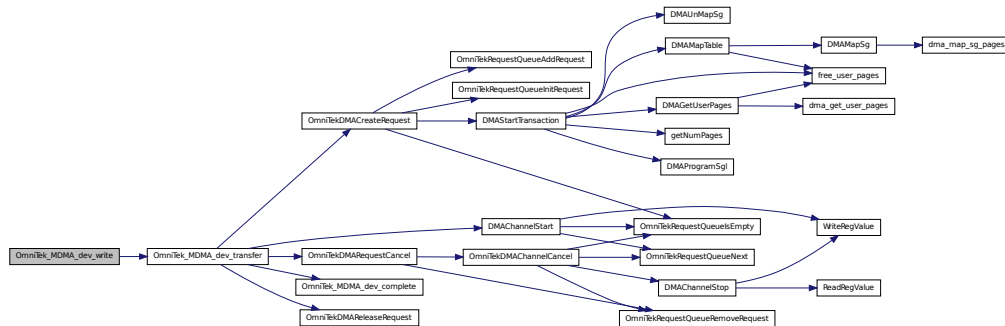 DMAUnMapSg
DMAMapTable
DMAMapSg
dma_map_sg_pages
OmniTekRequestQueueAddRequest
free_user_pages
OmniTekRequestQueueInitRequest
DMAGetUserPages
dma_get_user_pages
OmniTekDMACreateRequest
DMAStartTransaction
getNumPages
DMAProgramSgl
DMAChannelStart
OmniTekRequestQueueIsEmpty
WriteRegValue
OmniTek_MDMA_dev_write
OmniTek_MDMA_dev_transfer
OmniTekDMARequestCancel
OmniTekDMAChannelCancel
OmniTekRequestQueueNext
OmniTek_MDMA_dev_complete
DMAChannelStop
ReadRegValue
OmniTekDMAReleaseRequest
OmniTekRequestQueueRemoveRequest